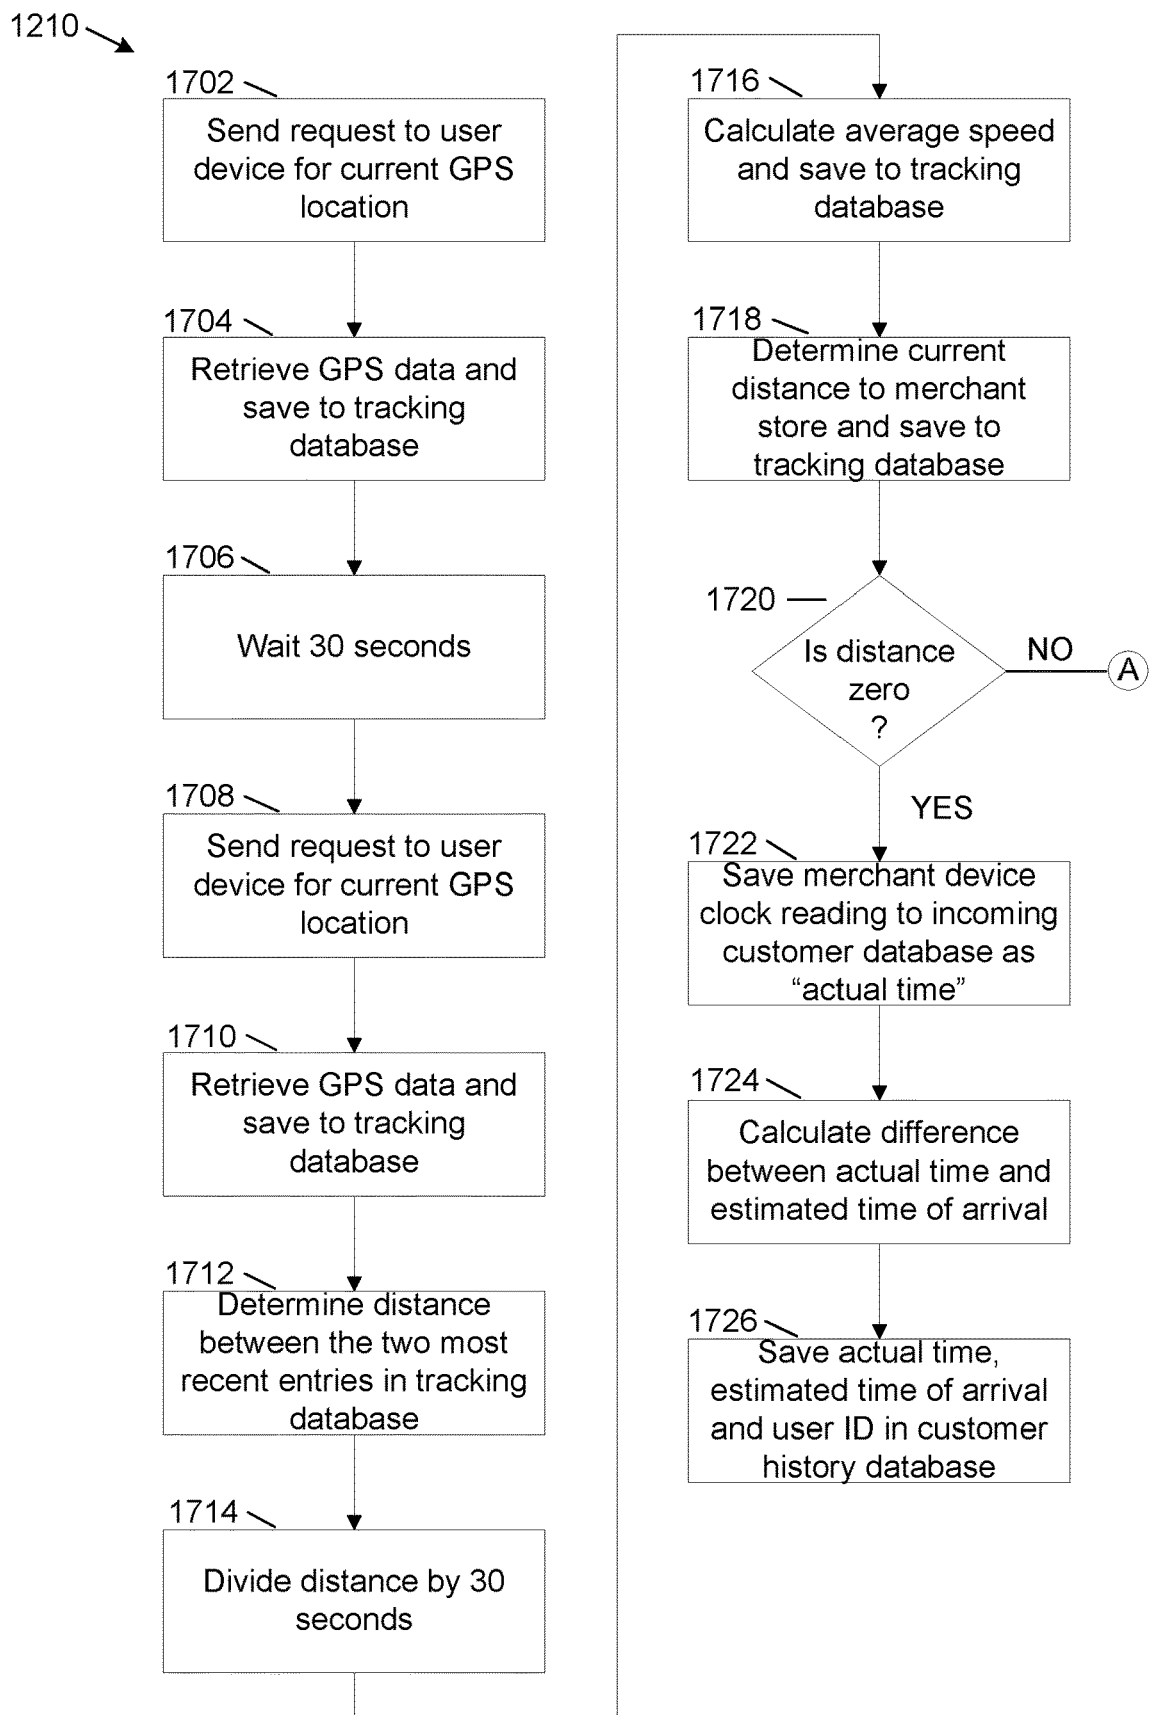 1210
1702
Send request to user
device for current GPS
location
1704
Retrieve GPS data and
save to tracking
database
1706
Wait 30 seconds
1708
Send request to user
device for current GPS
location
1710
Retrieve GPS data and
save to tracking
database
1712
Determine distance
between the two most
recent entries in tracking
database
1714
Divide distance by 30
seconds
1716
Calculate average speed
and save to tracking
database
1718
Determine current
distance to merchant
store and save to
tracking database
1720
Is distance
zero
?
NO
A
YES
1722
Save merchant device
clock reading to incoming
customer database as
“actual time”
1724
Calculate difference
between actual time and
estimated time of arrival
1726
Save actual time,
estimated time of arrival
and user ID in customer
history database